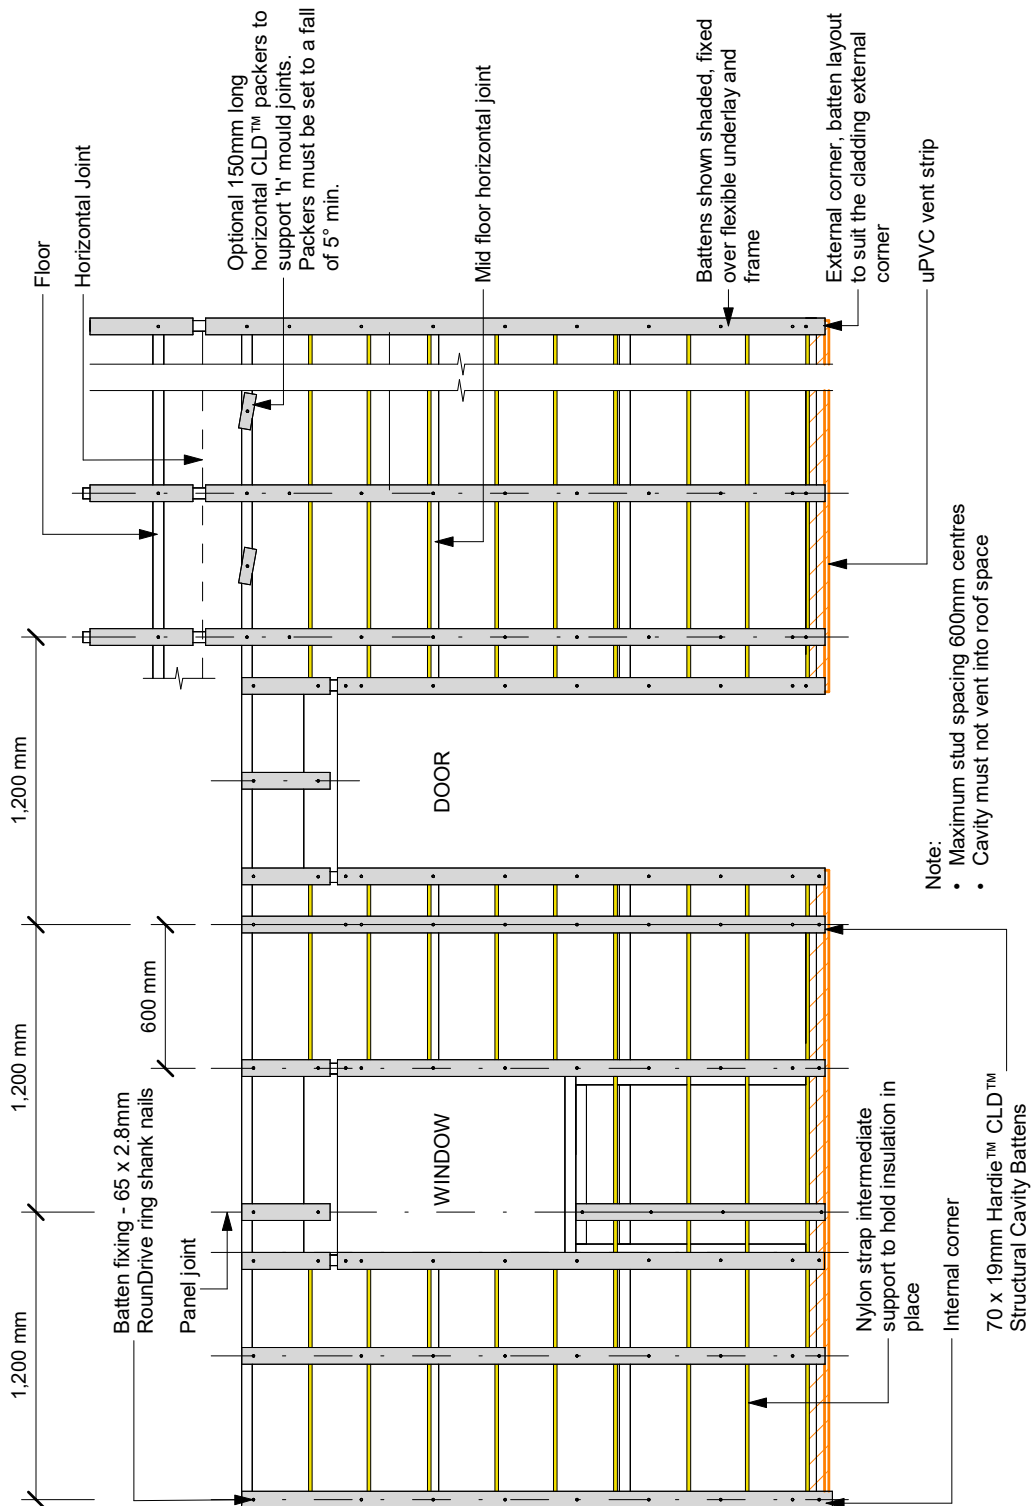 1,200 mm
1,200 mm
1,200 mm
600 mm
Batten fixing - 65 x 2.8mm
RounDrive ring shank nails
Panel joint
Floor
Horizontal Joint
Optional 150mm long
horizontal CLD™ packers to
support 'h' mould joints.
Packers must be set to a fall
of 5° min.
Mid floor horizontal joint
WINDOW
DOOR
Battens shown shaded, fixed
over flexible underlay and
frame
External corner, batten layout
to suit the cladding external
corner
uPVC vent strip
Nylon strap intermediate
support to hold insulation in
place
Internal corner
70 x 19mm Hardie™ CLD™
Structural Cavity Battens
Note:
• Maximum stud spacing 600mm centres
• Cavity must not vent into roof space